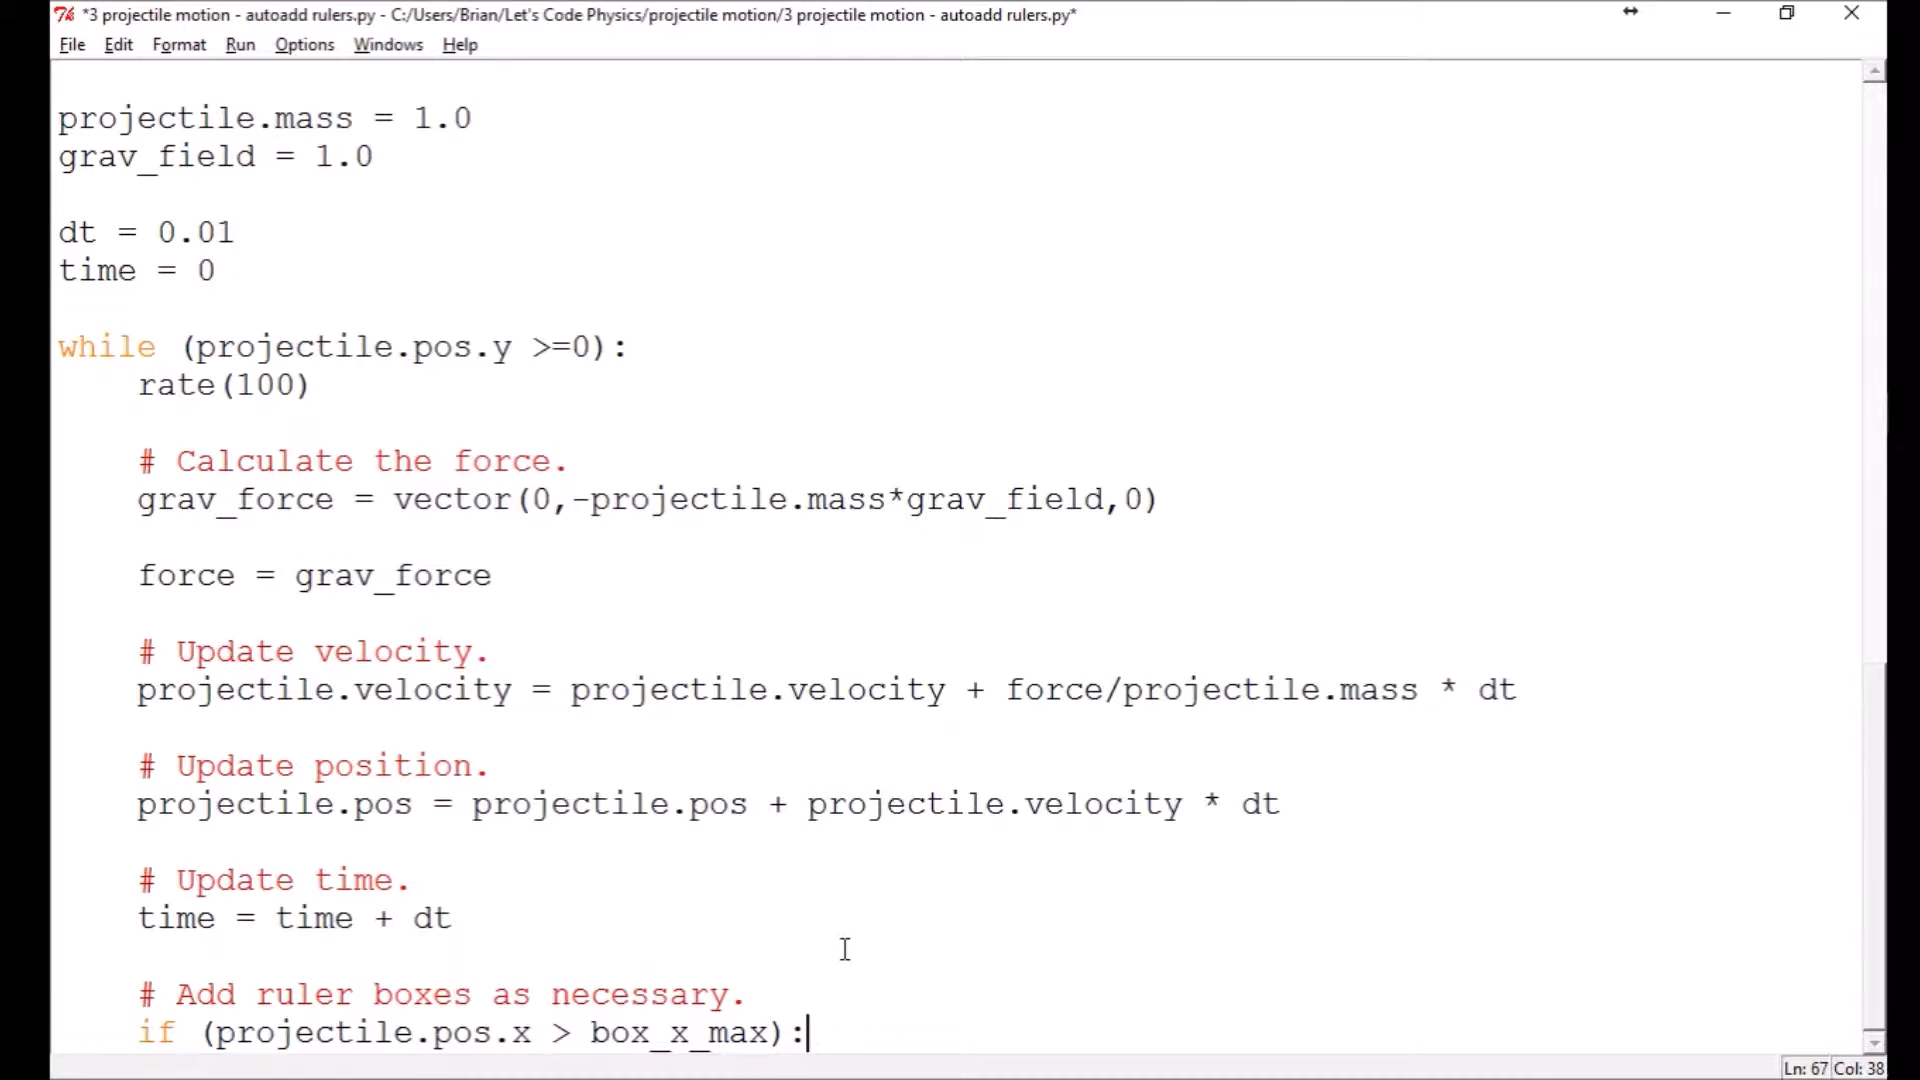 *3 projectile motion - autoadd rulers.py - C:/Users/Brian/Let's Code Physics/projectile motion/3 projectile motion - autoadd rulers.py*
File Edit Format Run Options Windows Help
projectile.mass = 1.0
grav_field = 1.0
dt = 0.01
time = 0
while (projectile.pos.y >=0):
    rate(100)
    # Calculate the force.
    grav_force = vector(0,-projectile.mass*grav_field,0)
    force = grav_force
    # Update velocity.
    projectile.velocity = projectile.velocity + force/projectile.mass * dt
    # Update position.
    projectile.pos = projectile.pos + projectile.velocity * dt
    # Update time.
    time = time + dt
    # Add ruler boxes as necessary.
    if (projectile.pos.x > box_x_max):
Ln: 67 Col: 38